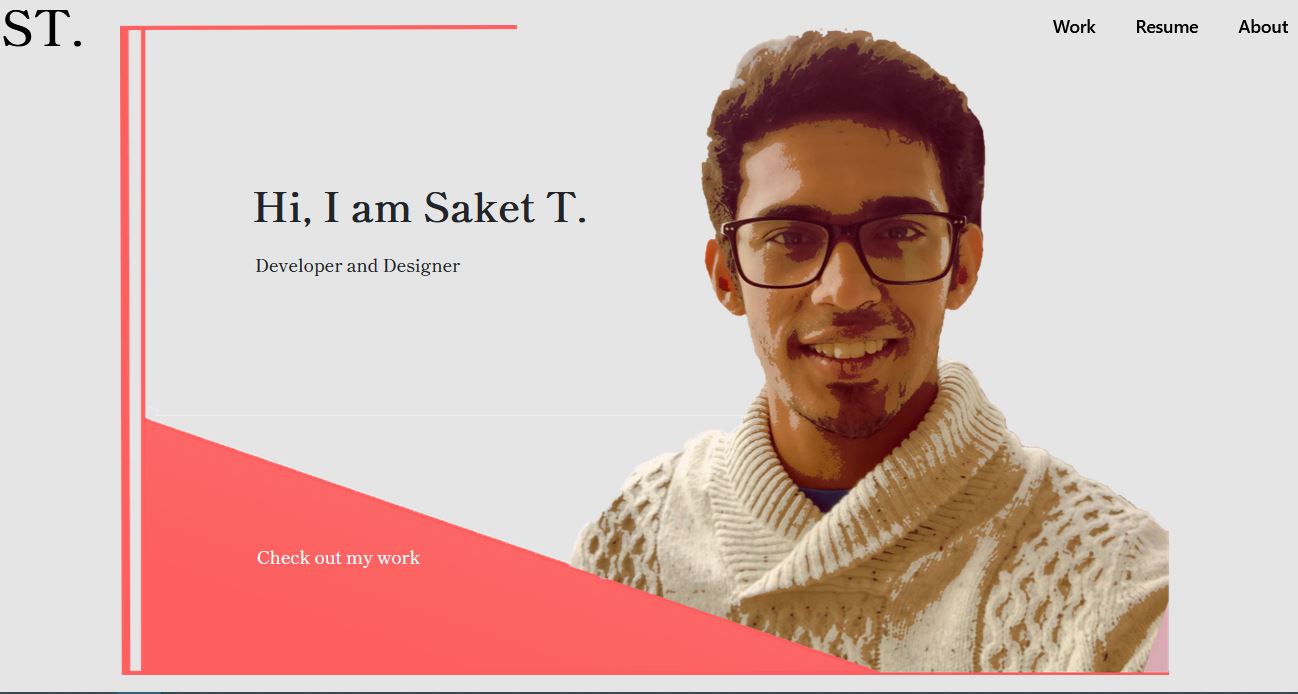 ST.
Work Resume About
Hi, I am Saket T.
Developer and Designer
Check out my work